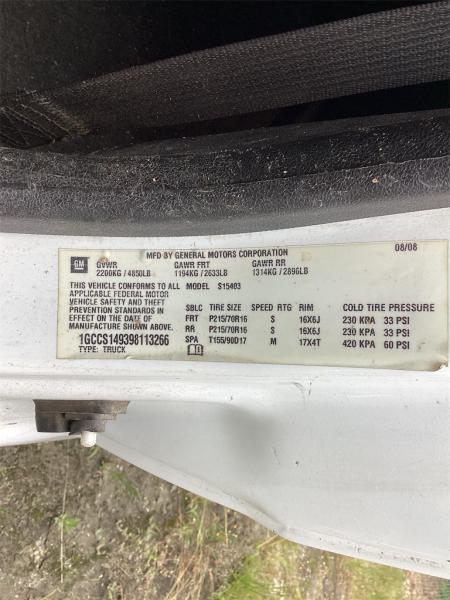 MFD BY GENERAL MOTORS CORPORATION 08/08
GM GVWR GAWR FRT GAWR RR
2200KG / 4850LB 1194KG / 2633LB 1314KG / 2896LB
THIS VEHICLE CONFORMS TO ALL MODEL S15403
APPLICABLE FEDERAL MOTOR
VEHICLE SAFETY AND THEFT SBLC TIRE SIZE SPEED RTG RIM COLD TIRE PRESSURE
PREVENTION STANDARDS IN FRT P215/70R16 S 16X6J 230 KPA 33 PSI
EFFECT ON THE DATE OF RR P215/70R16 S 16X6J 230 KPA 33 PSI
MANUFACTURE SHOWN ABOVE.
1GCCS149398113266 SPA T155/90D17 M 17X4T 420 KPA 60 PSI
TYPE: TRUCK